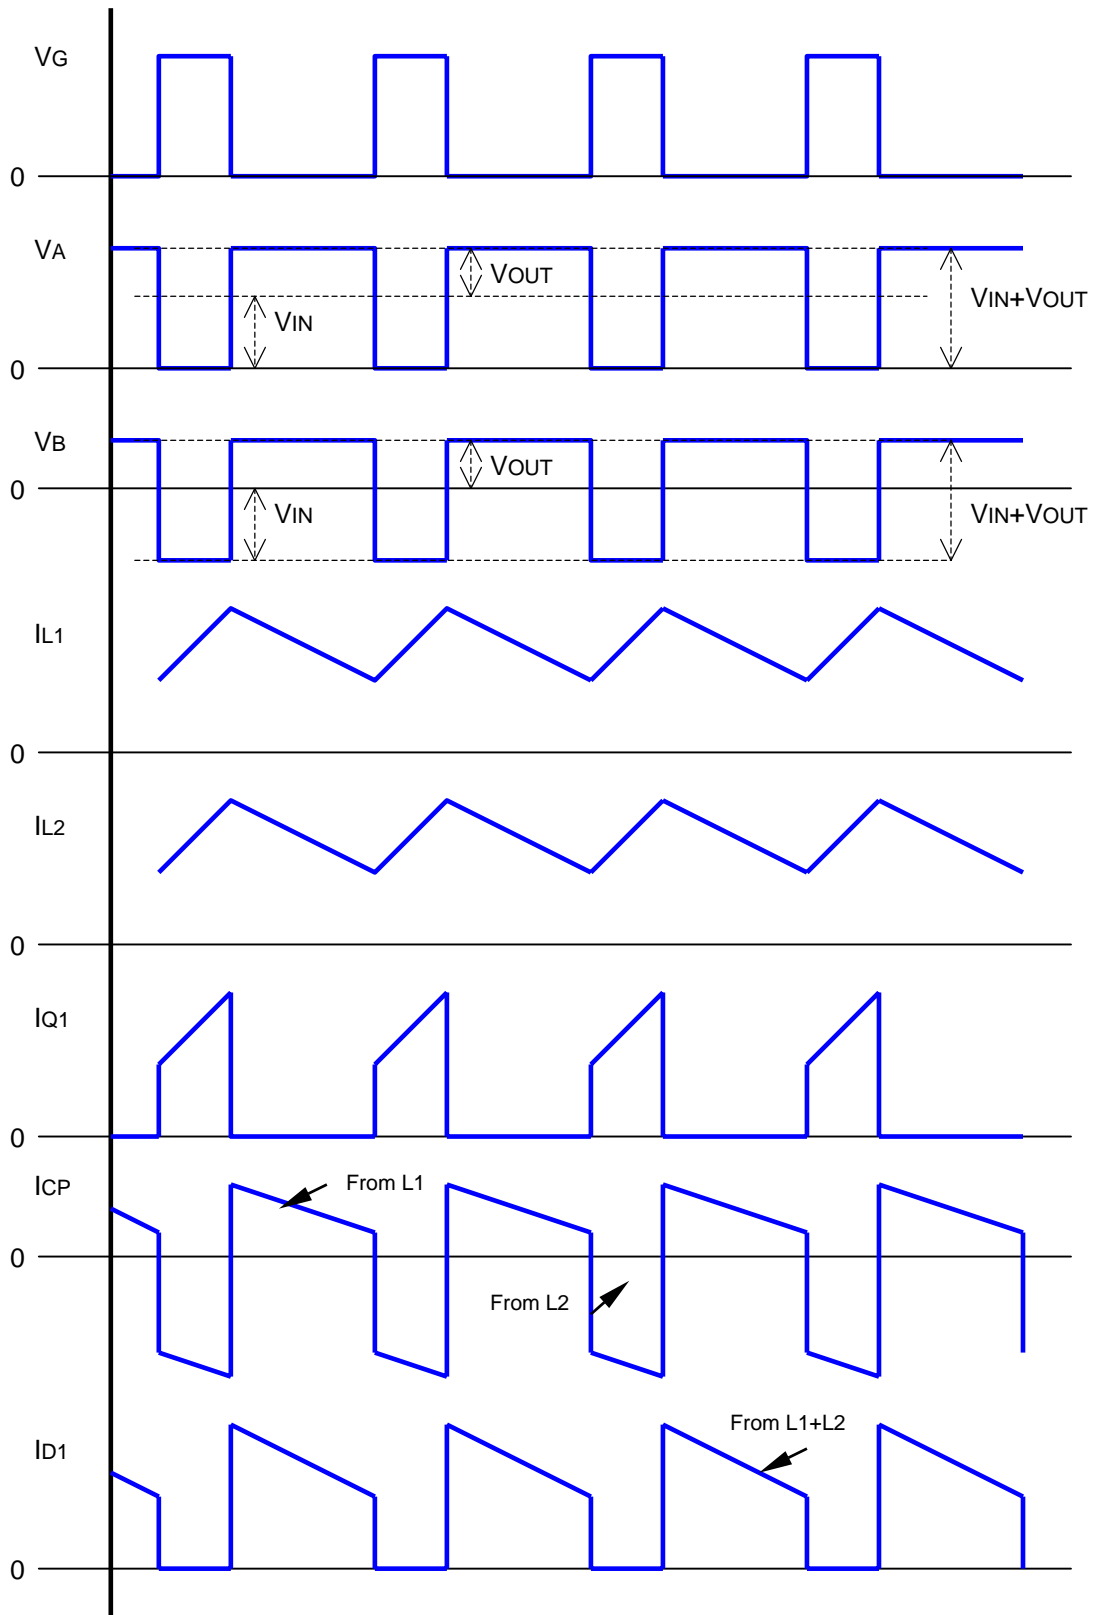 VG
0
VA
VOUT
VIN+VOUT
VIN
0
VB
VOUT
0
VIN
VIN+VOUT
IL1
0
IL2
0
IQ1
0
ICP
From L1
0
From L2
From L1+L2
ID1
0